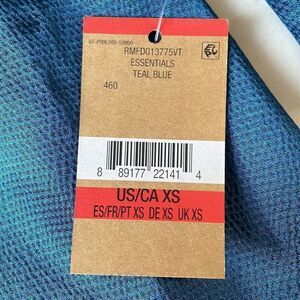 RMFD013775VT
ESSENTIALS
TEAL BLUE
460
8 89177 22141 4
US/CA XS
ES/FR/PT XS DE XS UK XS